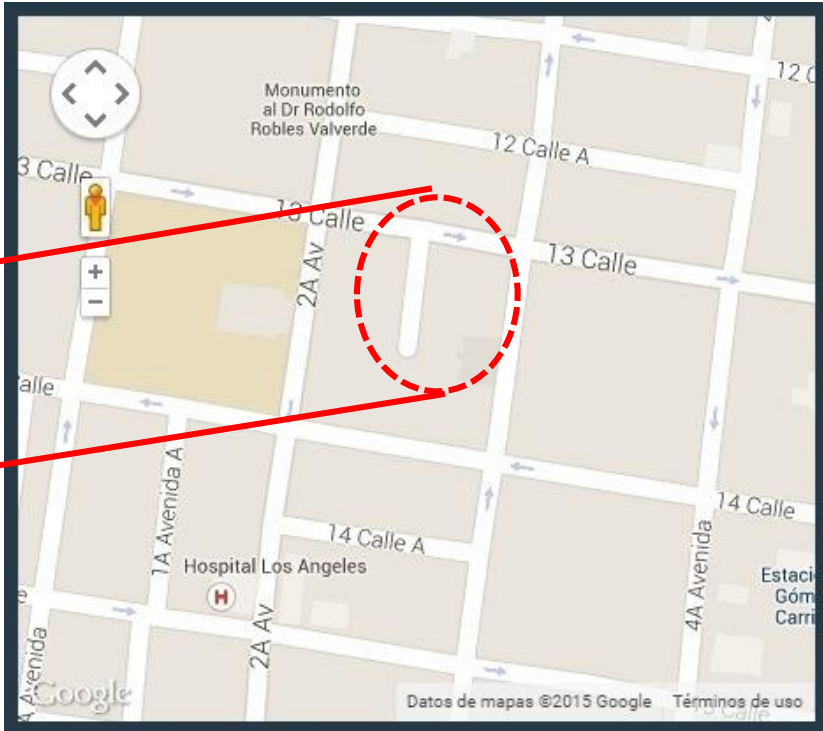 12 C
Monumento
al Dr Rodolfo
Robles Valverde
12 Calle A
3 Calle
13 Calle
13 Calle
2A Av
alle
14 Calle
14 Calle A
1A Avenida A
Hospital Los Angeles
H
4A Avenida
Estaci
Góm
Carri
2A Av
A Avenida
Google
Datos de mapas ©2015 Google Términos de uso